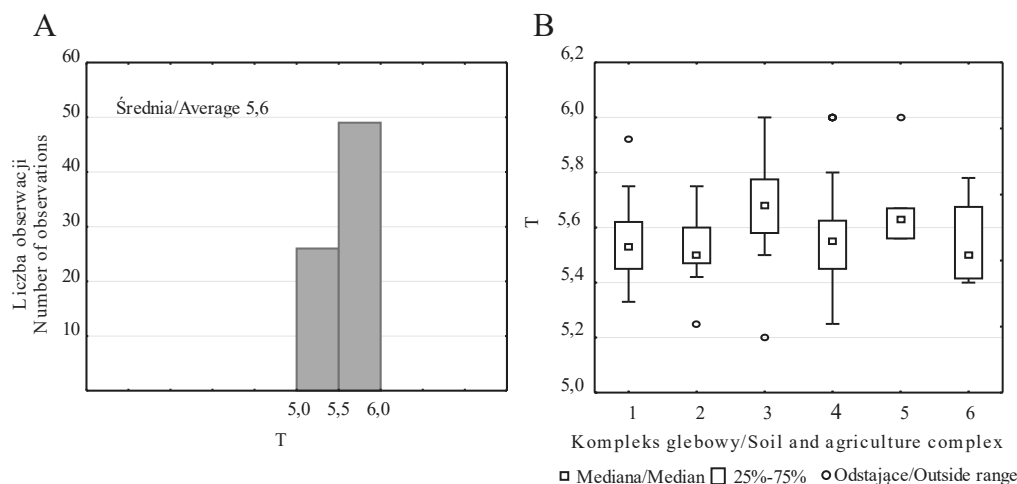 A
60
50
40
30
20
10
Średnia/Average 5,6
Liczba obserwacji
Number of observations
5,0 5,5 6,0
T
B
6,2
6,0
5,8
5,6
5,4
5,2
5,0
T
1 2 3 4 5 6
Kompleks glebowy/Soil and agriculture complex
Mediana/Median 25%-75% Odstające/Outside range